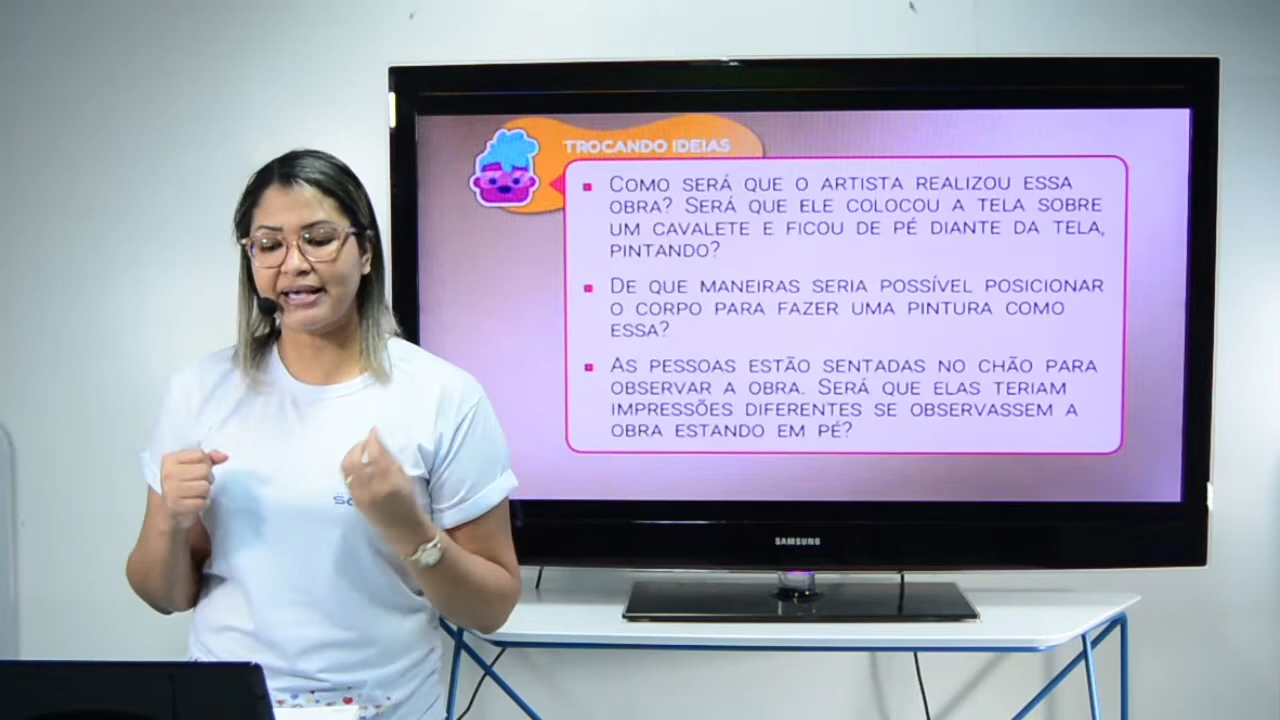 TROCANDO IDEIAS
COMO SERÁ QUE O ARTISTA REALIZOU ESSA
OBRA? SERÁ QUE ELE COLOCOU A TELA SOBRE
UM CAVALETE E FICOU DE PÉ DIANTE DA TELA,
PINTANDO?
DE QUE MANEIRAS SERIA POSSÍVEL POSICIONAR
O CORPO PARA FAZER UMA PINTURA COMO
ESSA?
AS PESSOAS ESTÃO SENTADAS NO CHÃO PARA
OBSERVAR A OBRA. SERÁ QUE ELAS TERIAM
IMPRESSÕES DIFERENTES SE OBSERVASSEM A
OBRA ESTANDO EM PÉ?
SAMSUNG